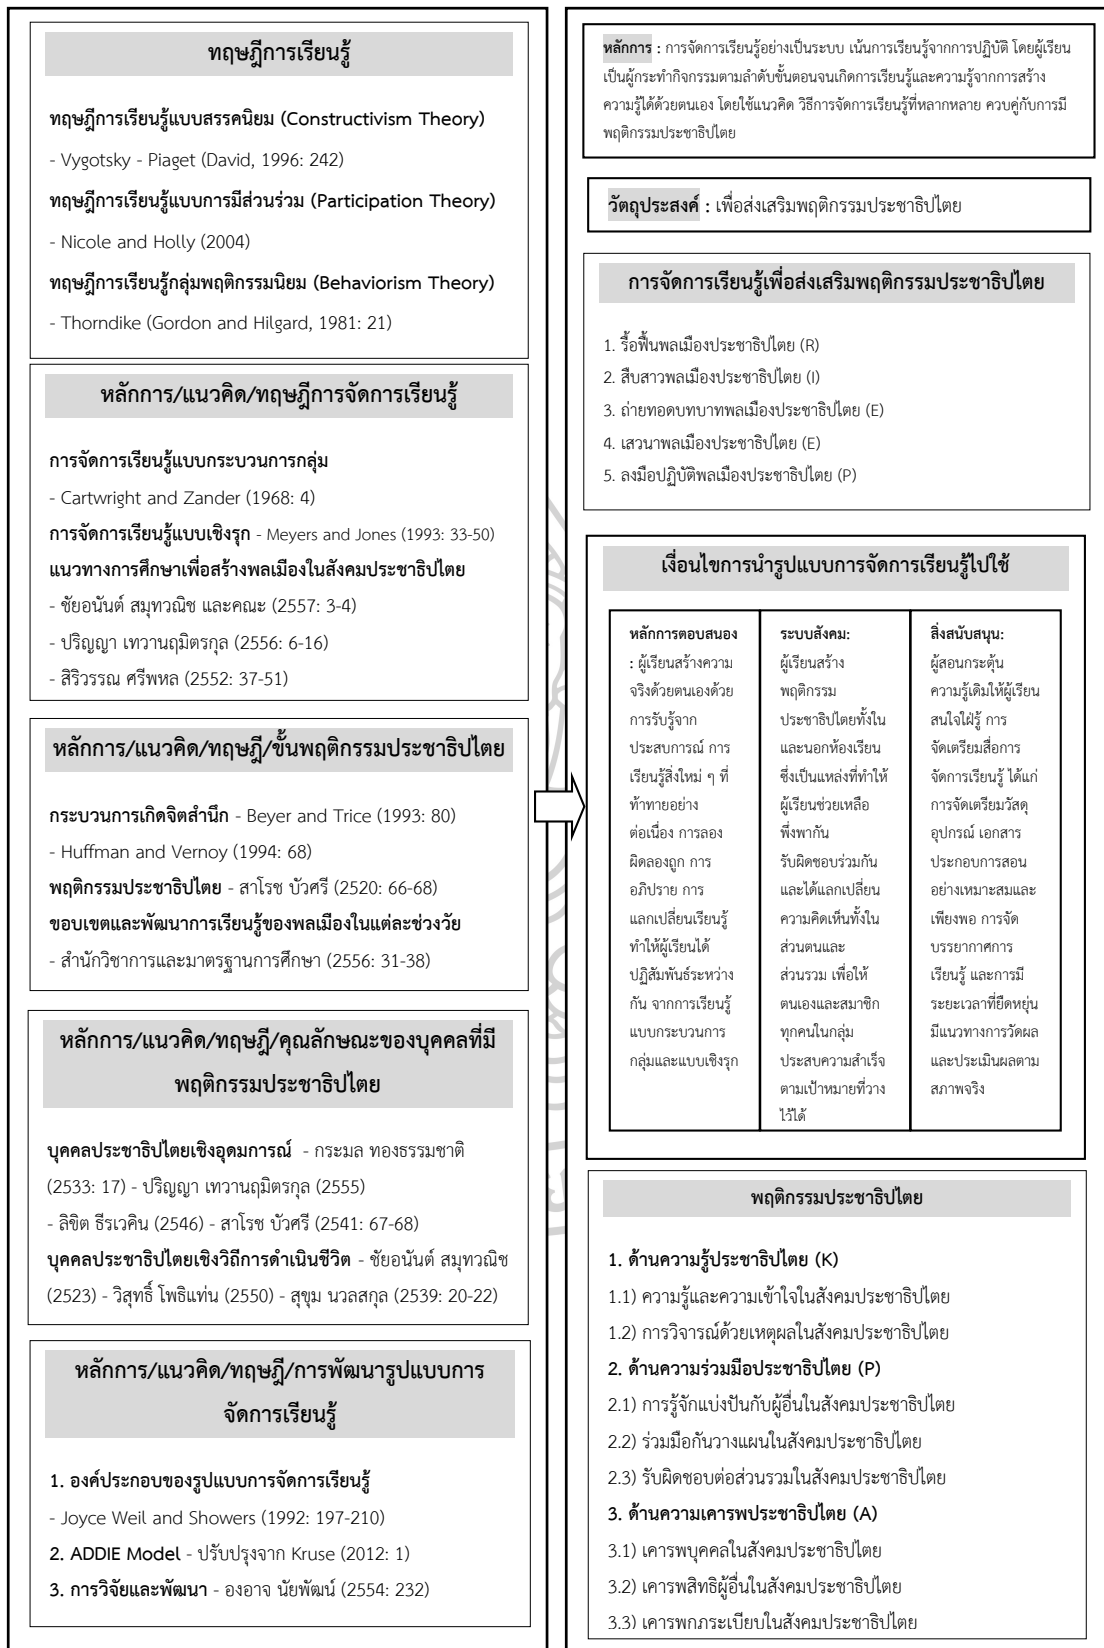 ทฤษฎีการเรียนรู้
ทฤษฎีการเรียนรู้แบบสรรคนิยม (Constructivism Theory)
- Vygotsky - Piaget (David, 1996: 242)
ทฤษฎีการเรียนรู้แบบการมีส่วนร่วม (Participation Theory)
- Nicole and Holly (2004)
ทฤษฎีการเรียนรู้กลุ่มพฤติกรรมนิยม (Behaviorism Theory)
- Thorndike (Gordon and Hilgard, 1981: 21)
หลักการ/แนวคิด/ทฤษฎีการจัดการเรียนรู้
การจัดการเรียนรู้แบบกระบวนการกลุ่ม
- Cartwright and Zander (1968: 4)
การจัดการเรียนรู้แบบเชิงรุก - Meyers and Jones (1993: 33-50)
แนวทางการศึกษาเพื่อสร้างพลเมืองในสังคมประชาธิปไตย
- ชัยอนันต์ สมุทวณิช และคณะ (2557: 3-4)
- ปริญญา เทวานฤมิตรกุล (2556: 6-16)
- สิริวรรณ ศรีพหล (2552: 37-51)
หลักการ/แนวคิด/ทฤษฎี/ขั้นพฤติกรรมประชาธิปไตย
กระบวนการเกิดจิตสำนึก - Beyer and Trice (1993: 80)
- Huffman and Vernoy (1994: 68)
พฤติกรรมประชาธิปไตย - สาโรช บัวศรี (2520: 66-68)
ขอบเขตและพัฒนาการเรียนรู้ของพลเมืองในแต่ละช่วงวัย
- สำนักวิชาการและมาตรฐานการศึกษา (2556: 31-38)
หลักการ/แนวคิด/ทฤษฎี/คุณลักษณะของบุคคลที่มี
พฤติกรรมประชาธิปไตย
บุคคลประชาธิปไตยเชิงอุดมการณ์ - กระมล ทองธรรมชาติ
(2533: 17) - ปริญญา เทวานฤมิตรกุล (2555)
- ลิขิต ธีรเวคิน (2546) - สาโรช บัวศรี (2541: 67-68)
บุคคลประชาธิปไตยเชิงวิถีการดำเนินชีวิต - ชัยอนันต์ สมุทวณิช
(2523) - วิสุทธิ์ โพธิแท่น (2550) - สุขุม นวลสกุล (2539: 20-22)
หลักการ/แนวคิด/ทฤษฎี/การพัฒนารูปแบบการ
จัดการเรียนรู้
1. องค์ประกอบของรูปแบบการจัดการเรียนรู้
- Joyce Weil and Showers (1992: 197-210)
2. ADDIE Model - ปรับปรุงจาก Kruse (2012: 1)
3. การวิจัยและพัฒนา - องอาจ นัยพัฒน์ (2554: 232)
หลักการ : การจัดการเรียนรู้อย่างเป็นระบบ เน้นการเรียนรู้จากการปฏิบัติ โดยผู้เรียน
เป็นผู้กระทำกิจกรรมตามลำดับขั้นตอนจนเกิดการเรียนรู้และความรู้จากการสร้าง
ความรู้ได้ด้วยตนเอง โดยใช้แนวคิด วิธีการจัดการเรียนรู้ที่หลากหลาย ควบคู่กับการมี
พฤติกรรมประชาธิปไตย
วัตถุประสงค์ : เพื่อส่งเสริมพฤติกรรมประชาธิปไตย
การจัดการเรียนรู้เพื่อส่งเสริมพฤติกรรมประชาธิปไตย
1. รื้อฟื้นพลเมืองประชาธิปไตย (R)
2. สืบสาวพลเมืองประชาธิปไตย (I)
3. ถ่ายทอดบทบาทพลเมืองประชาธิปไตย (E)
4. เสวนาพลเมืองประชาธิปไตย (E)
5. ลงมือปฏิบัติพลเมืองประชาธิปไตย (P)
เงื่อนไขการนำรูปแบบการจัดการเรียนรู้ไปใช้
หลักการตอบสนอง
: ผู้เรียนสร้างความ
จริงด้วยตนเองด้วย
การรับรู้จาก
ประสบการณ์ การ
เรียนรู้สิ่งใหม่ ๆ ที่
ท้าทายอย่าง
ต่อเนื่อง การลอง
ผิดลองถูก การ
อภิปราย การ
แลกเปลี่ยนเรียนรู้
ทำให้ผู้เรียนได้
ปฏิสัมพันธ์ระหว่าง
กัน จากการเรียนรู้
แบบกระบวนการ
กลุ่มและแบบเชิงรุก
ระบบสังคม:
ผู้เรียนสร้าง
พฤติกรรม
ประชาธิปไตยทั้งใน
และนอกห้องเรียน
ซึ่งเป็นแหล่งที่ทำให้
ผู้เรียนช่วยเหลือ
พึ่งพากัน
รับผิดชอบร่วมกัน
และได้แลกเปลี่ยน
ความคิดเห็นทั้งใน
ส่วนตนและ
ส่วนรวม เพื่อให้
ตนเองและสมาชิก
ทุกคนในกลุ่ม
ประสบความสำเร็จ
ตามเป้าหมายที่วาง
ไว้ได้
สิ่งสนับสนุน:
ผู้สอนกระตุ้น
ความรู้เดิมให้ผู้เรียน
สนใจใฝ่รู้ การ
จัดเตรียมสื่อการ
จัดการเรียนรู้ ได้แก่
การจัดเตรียมวัสดุ
อุปกรณ์ เอกสาร
ประกอบการสอน
อย่างเหมาะสมและ
เพียงพอ การจัด
บรรยากาศการ
เรียนรู้ และการมี
ระยะเวลาที่ยืดหยุ่น
มีแนวทางการวัดผล
และประเมินผลตาม
สภาพจริง
พฤติกรรมประชาธิปไตย
1. ด้านความรู้ประชาธิปไตย (K)
1.1) ความรู้และความเข้าใจในสังคมประชาธิปไตย
1.2) การวิจารณ์ด้วยเหตุผลในสังคมประชาธิปไตย
2. ด้านความร่วมมือประชาธิปไตย (P)
2.1) การรู้จักแบ่งปันกับผู้อื่นในสังคมประชาธิปไตย
2.2) ร่วมมือกันวางแผนในสังคมประชาธิปไตย
2.3) รับผิดชอบต่อส่วนรวมในสังคมประชาธิปไตย
3. ด้านความเคารพประชาธิปไตย (A)
3.1) เคารพบุคคลในสังคมประชาธิปไตย
3.2) เคารพสิทธิผู้อื่นในสังคมประชาธิปไตย
3.3) เคารพกฎระเบียบในสังคมประชาธิปไตย